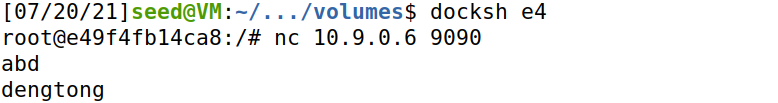 [07/20/21]seed@VM:~/.../volumes$ docksh e4
root@e49f4fb14ca8:/# nc 10.9.0.6 9090
abd
dengtong